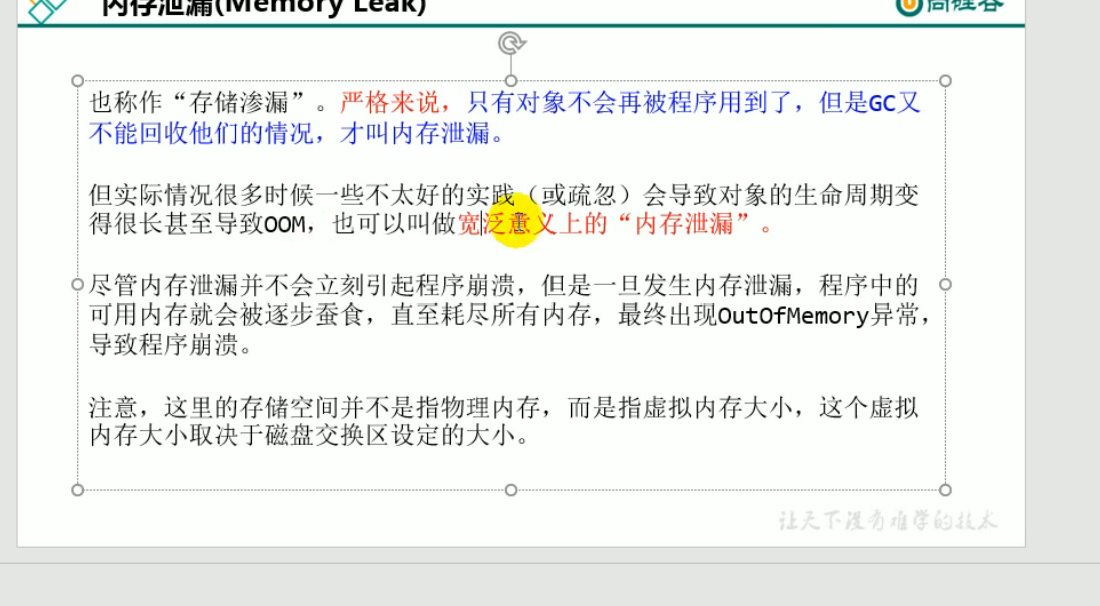 内存泄漏(Memory Leak)
尚硅谷
也称作“存储渗漏”。严格来说，只有对象不会再被程序用到了，但是GC又
不能回收他们的情况，才叫内存泄漏。
但实际情况很多时候一些不太好的实践（或疏忽）会导致对象的生命周期变
得很长甚至导致OOM，也可以叫做宽泛意义上的“内存泄漏”。
尽管内存泄漏并不会立刻引起程序崩溃，但是一旦发生内存泄漏，程序中的
可用内存就会被逐步蚕食，直至耗尽所有内存，最终出现OutOfMemory异常，
导致程序崩溃。
注意，这里的存储空间并不是指物理内存，而是指虚拟内存大小，这个虚拟
内存大小取决于磁盘交换区设定的大小。
让天下没有难学的技术